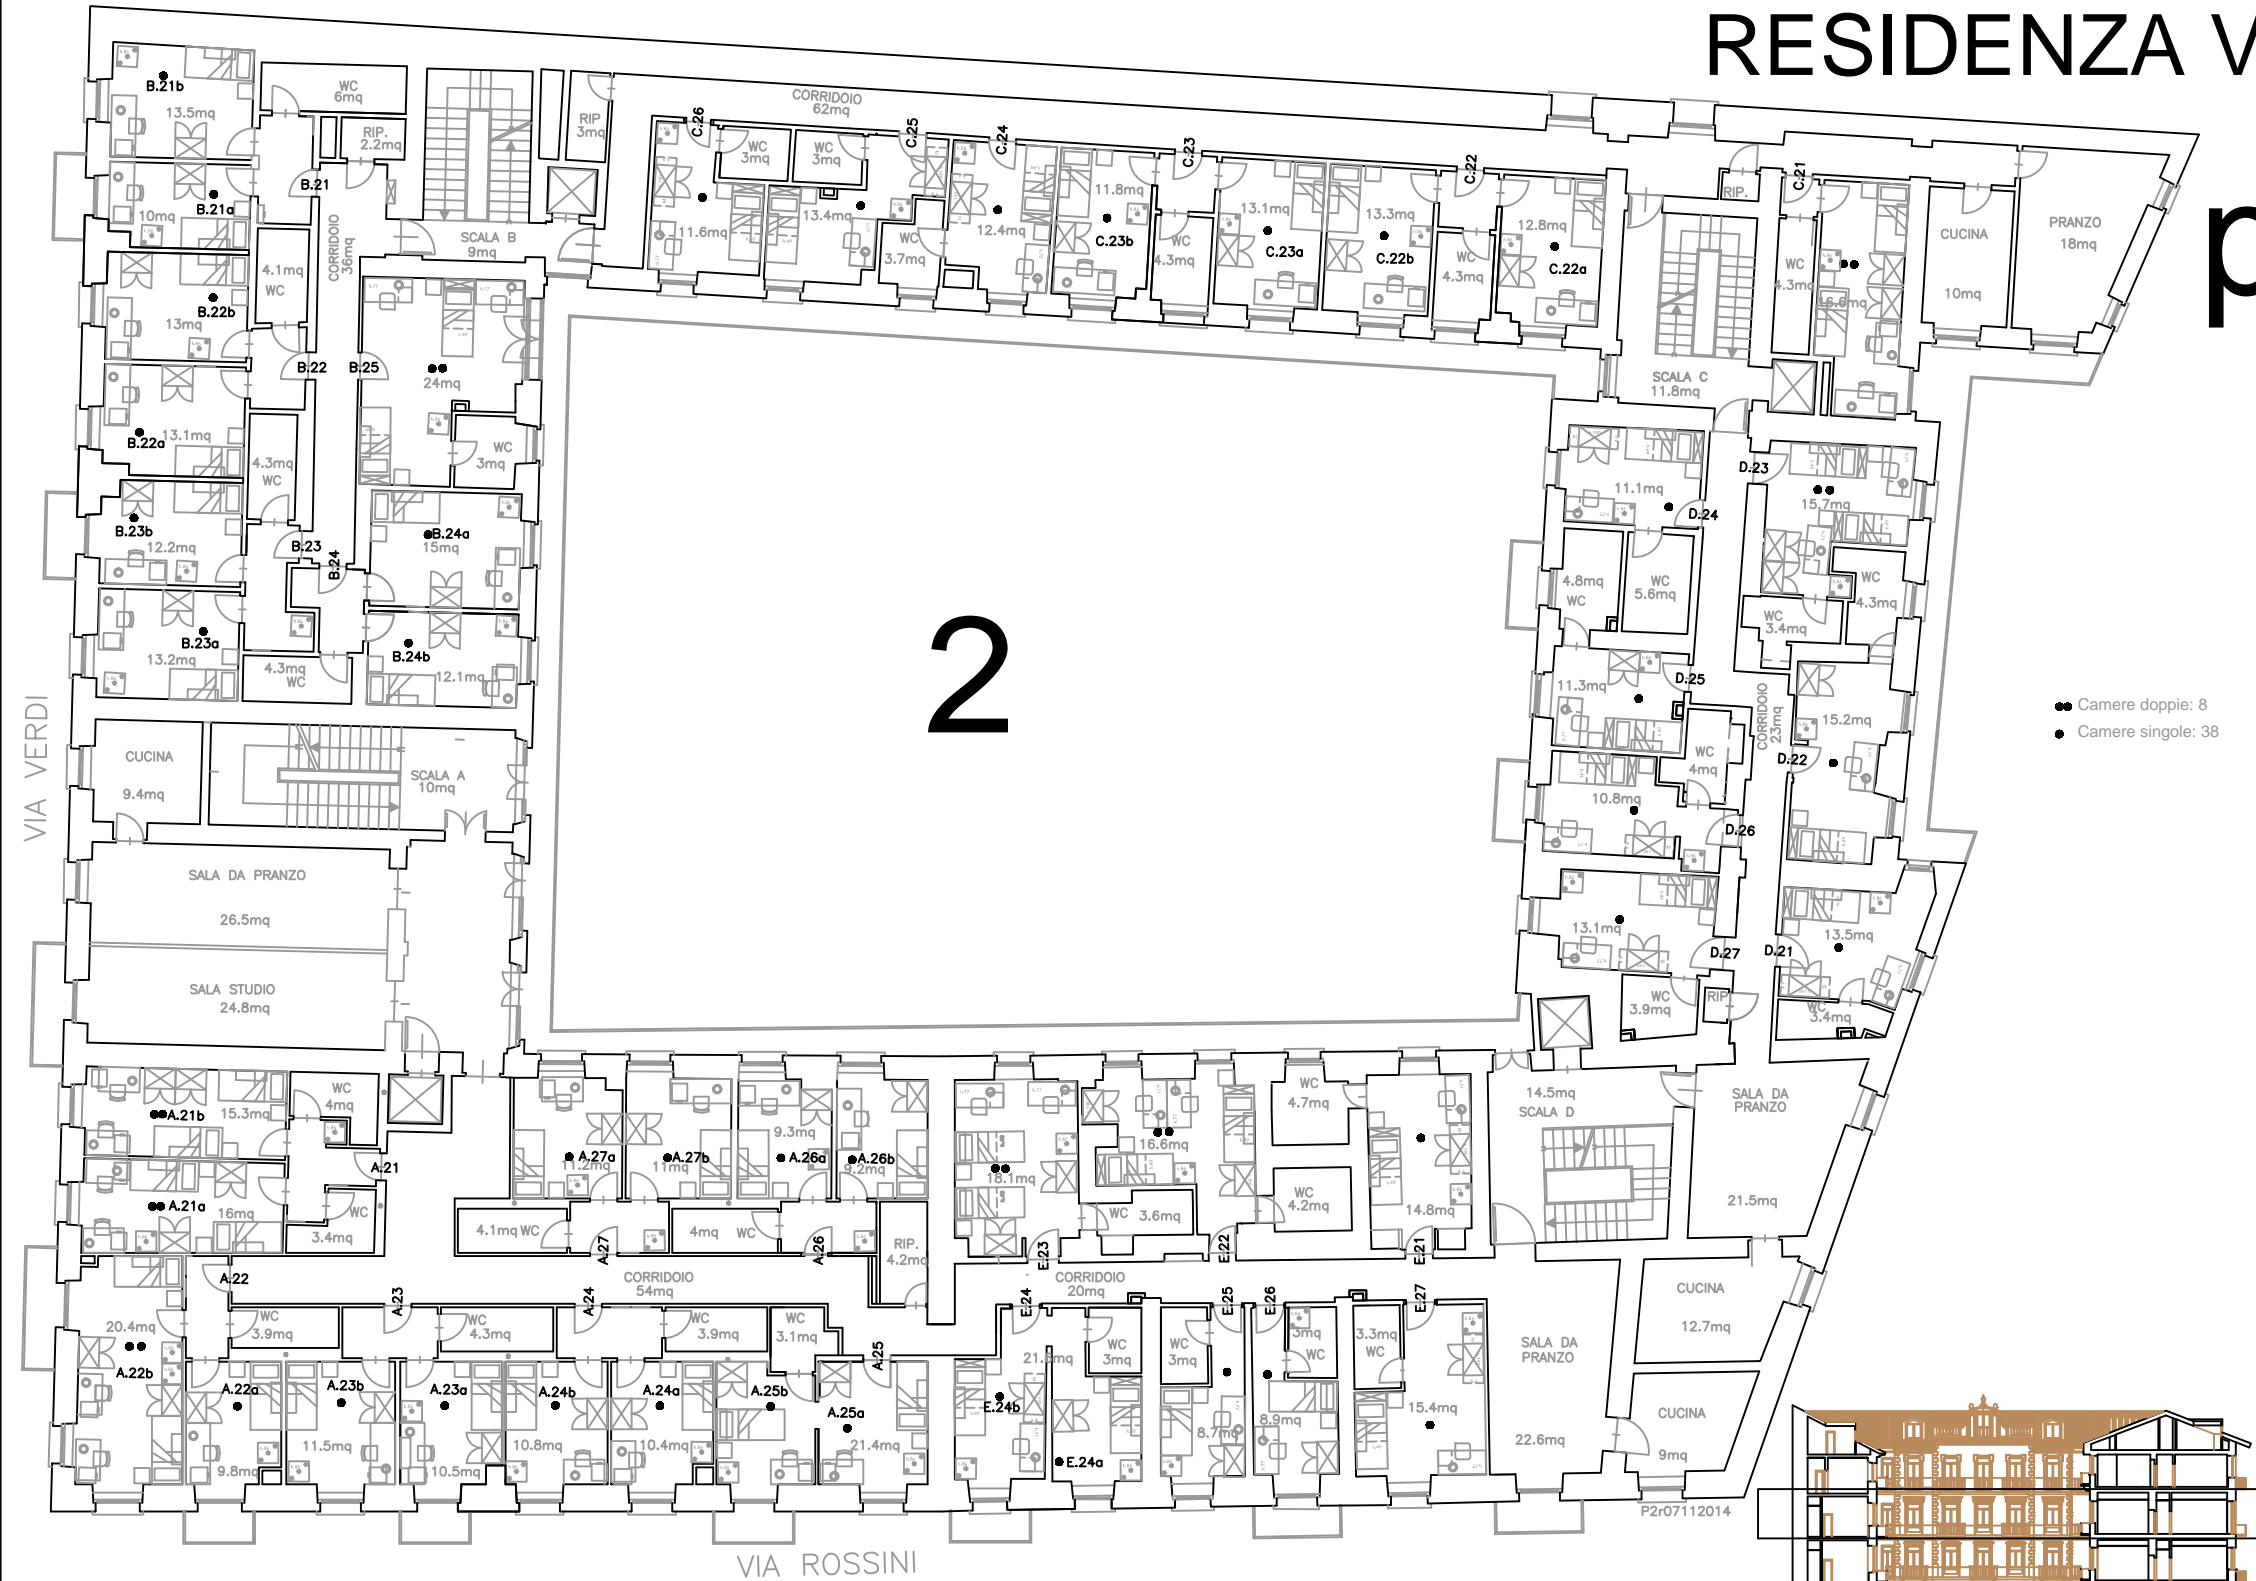 RESIDENZA V
p
2
Camere doppie: 8
Camere singole: 38
VIA VERDI
VIA ROSSINI
P2r07112014
B.21b
13.5mq
WC
6mq
RIP.
2.2mq
B.21
B.21a
10mq
4.1mq
WC
CORRIDOIO
36mq
SCALA B
9mq
B.22b
13mq
B.22
B.25
24mq
WC
3mq
B.22a
13.1mq
4.3mq
WC
B.23b
12.2mq
B.23
B.24
B.24a
15mq
B.23a
13.2mq
4.3mq
WC
B.24b
12.1mq
RIP
3mq
CORRIDOIO
62mq
C.26
WC
3mq
11.6mq
WC
3mq
C.25
13.4mq
WC
3.7mq
C.24
12.4mq
C.23
11.8mq
C.23b
WC
4.3mq
13.1mq
C.23a
C.22
13.3mq
C.22b
WC
4.3mq
12.8mq
C.22a
RIP.
C.21
WC
4.3mq
16.6mq
CUCINA
10mq
PRANZO
18mq
SCALA C
11.8mq
11.1mq
D.24
D.23
15.7mq
4.8mq
WC
WC
5.6mq
WC
4.3mq
WC
3.4mq
11.3mq
D.25
CORRIDOIO
23mq
15.2mq
D.22
WC
4mq
10.8mq
D.26
13.1mq
D.27
D.21
13.5mq
WC
3.9mq
RIP
WC
3.4mq
CUCINA
9.4mq
SCALA A
10mq
SALA DA PRANZO
26.5mq
SALA STUDIO
24.8mq
A.21b
15.3mq
WC
4mq
A.21
A.21a
16mq
WC
3.4mq
A.27a
11.2mq
A.27b
11mq
9.3mq
A.26a
A.26b
9.2mq
4.1mq WC
A.27
4mq WC
A.26
RIP.
4.2mq
CORRIDOIO
54mq
A.22
A.23
A.24
A.25
WC
3.9mq
WC
4.3mq
WC
3.9mq
WC
3.1mq
20.4mq
A.22b
A.22a
9.8mq
A.23b
11.5mq
A.23a
10.5mq
A.24b
10.8mq
A.24a
10.4mq
A.25b
A.25a
21.4mq
18.1mq
16.6mq
WC
3.6mq
WC
4.7mq
WC
4.2mq
14.8mq
E.23
E.22
E.21
CORRIDOIO
20mq
E.24
E.25
E.26
E.27
WC
3mq
WC
3mq
3mq
WC
3.3mq
WC
E.24b
E.24a
8.7mq
8.9mq
15.4mq
14.5mq
SCALA D
SALA DA
PRANZO
21.5mq
SALA DA
PRANZO
22.6mq
CUCINA
12.7mq
CUCINA
9mq